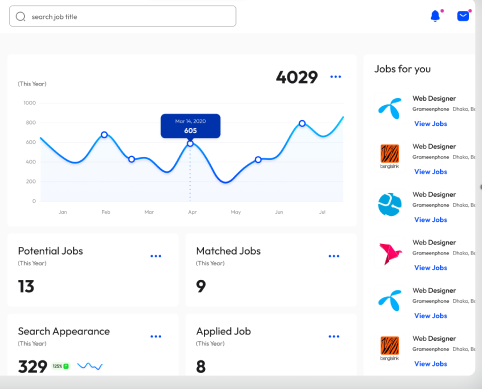 search job title
4029
(This Year)
1000
800
600
400
200
0
Mar 14, 2020
605
Jan
Feb
Mar
Apr
May
Jun
Jul
Potential Jobs
(This Year)
13
Matched Jobs
(This Year)
9
Search Appearance
(This Year)
329
Applied Job
(This Year)
8
Jobs for you
Web Designer
Grameenphone Dhaka, Ba
View Jobs
banglalink
Web Designer
Grameenphone Dhaka, Ba
View Jobs
Web Designer
Grameenphone Dhaka, Ba
View Jobs
Web Designer
Grameenphone Dhaka, Ba
View Jobs
Web Designer
Grameenphone Dhaka, Ba
View Jobs
banglalink
Web Designer
Grameenphone Dhaka, Ba
View Jobs